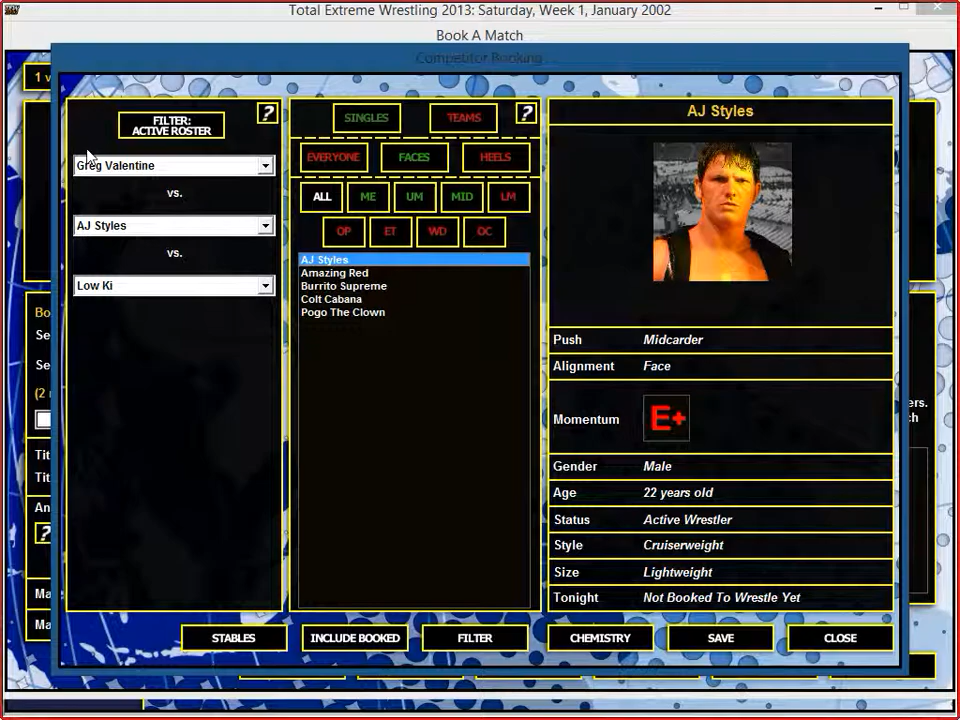 Total Extreme Wrestling 2013: Saturday, Week 1, January 2002
Book A Match
Competitor Booking
FILTER:
ACTIVE ROSTER
?
Greg Valentine
vs.
AJ Styles
vs.
Low Ki
SINGLES
TEAMS
?
EVERYONE
FACES
HEELS
ALL
ME
UM
MID
LM
OP
ET
WD
OC
AJ Styles
Amazing Red
Burrito Supreme
Colt Cabana
Pogo The Clown
AJ Styles
Push Midcarder
Alignment Face
Momentum E+
Gender Male
Age 22 years old
Status Active Wrestler
Style Cruiserweight
Size Lightweight
Tonight Not Booked To Wrestle Yet
STABLES
INCLUDE BOOKED
FILTER
CHEMISTRY
SAVE
CLOSE